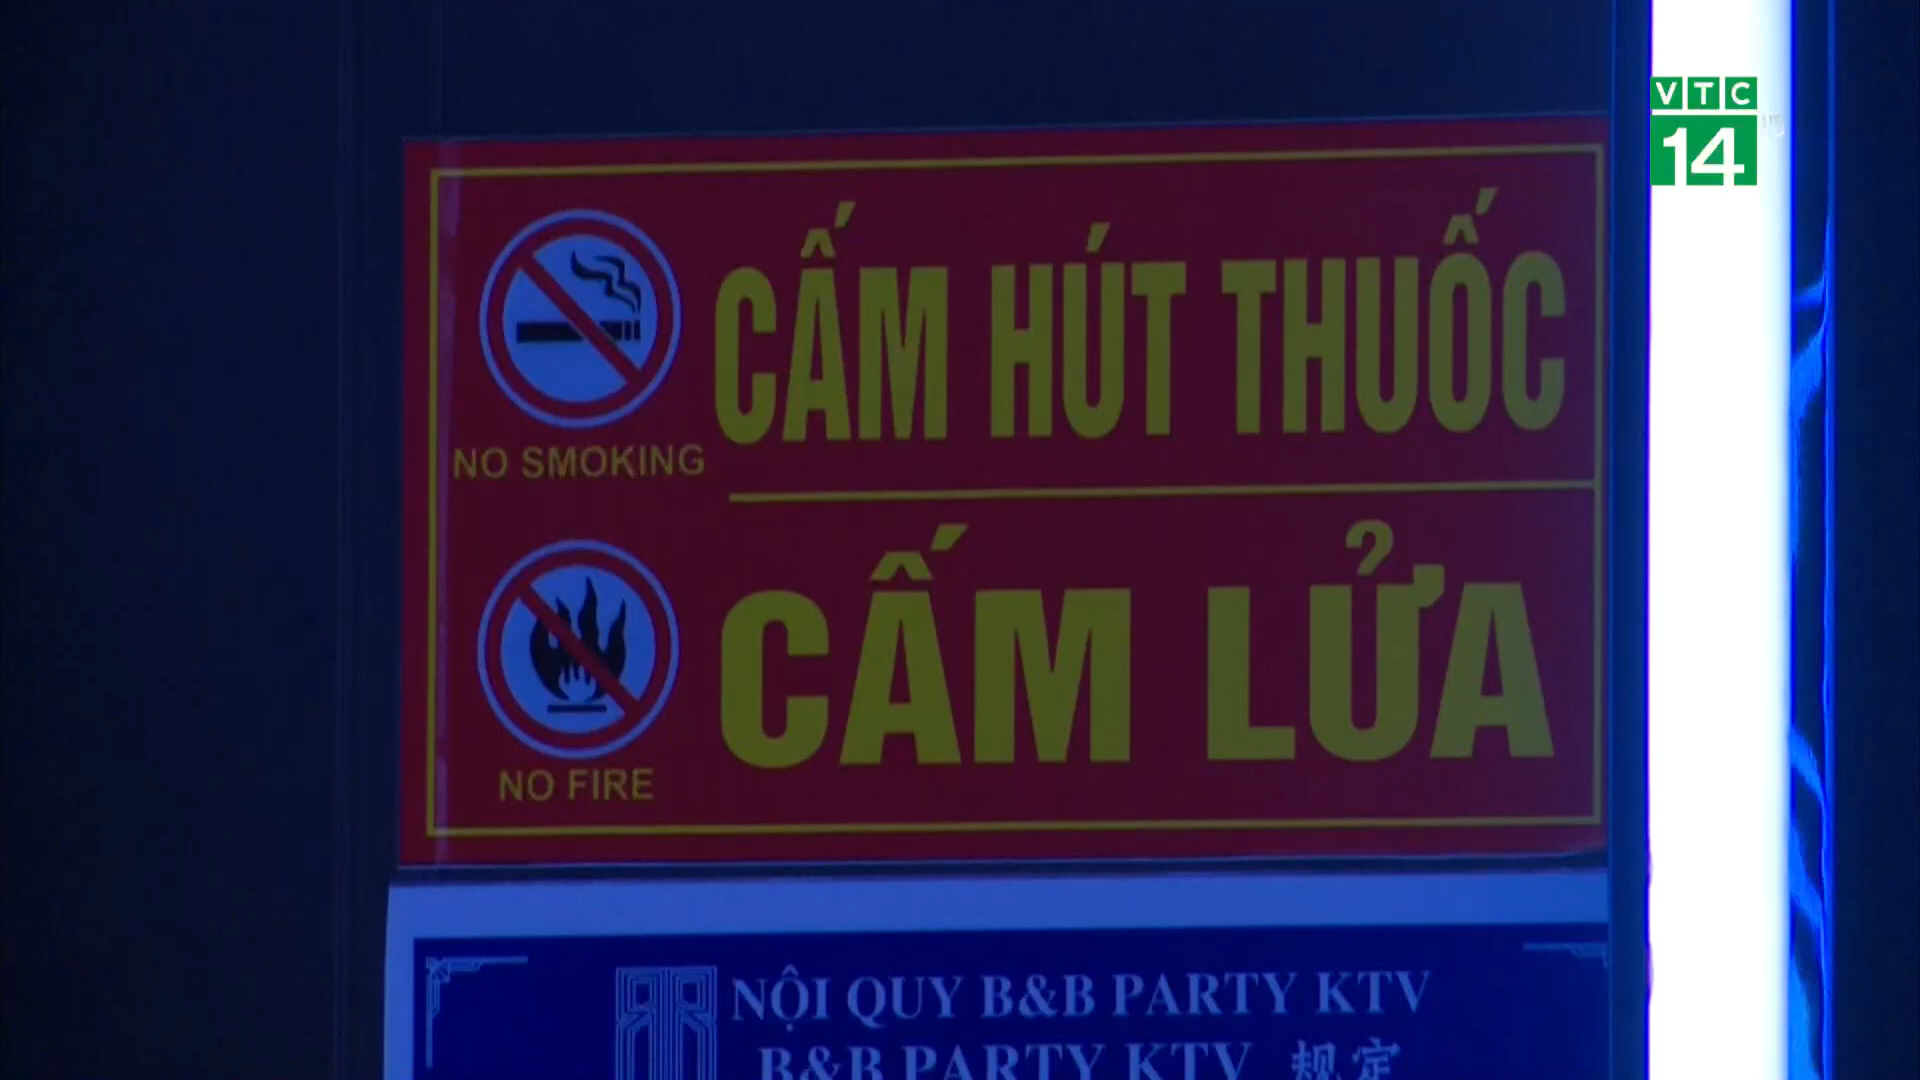 VTC
14
CẤM HÚT THUỐC
NO SMOKING
CẤM LỬA
NO FIRE
NỘI QUY B&B PARTY KTV
B&B PARTY KTV 规定